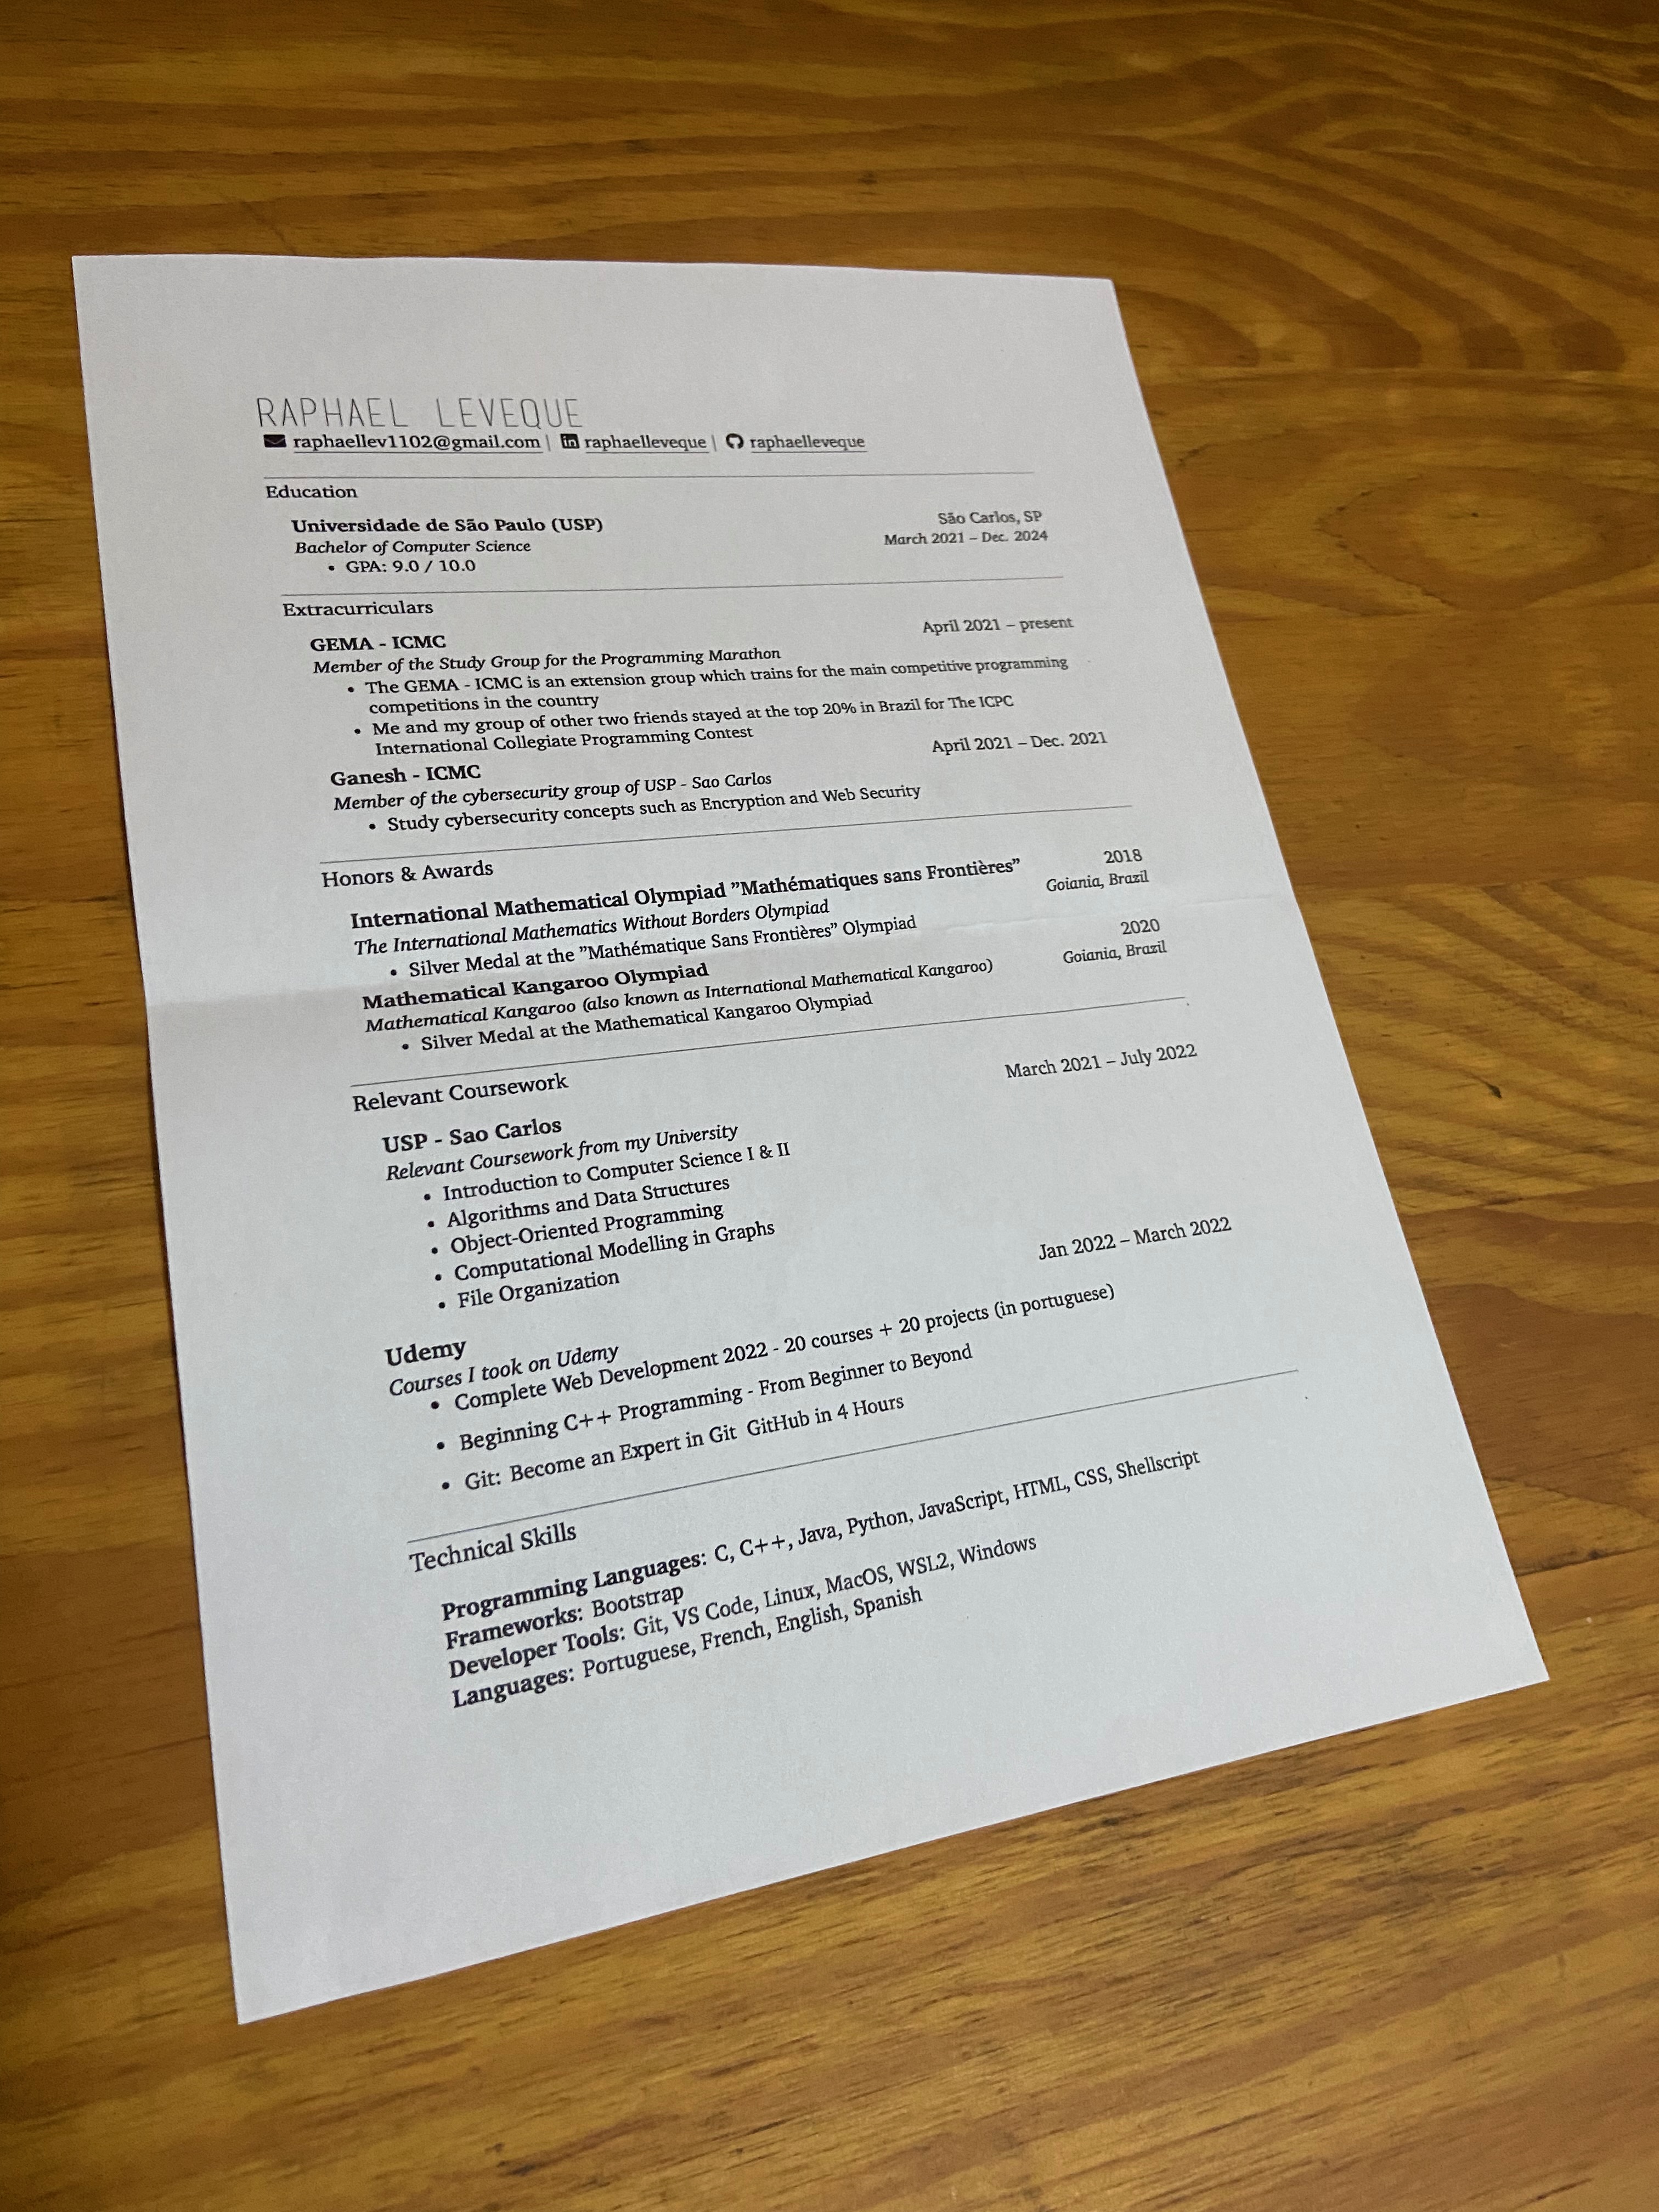 RAPHAEL LEVEQUE
raphaellev1102@gmail.com | raphaelleveque | raphaelleveque
Education
Universidade de São Paulo (USP) São Carlos, SP
Bachelor of Computer Science March 2021 – Dec. 2024
• GPA: 9.0 / 10.0
Extracurriculars
GEMA - ICMC April 2021 – present
Member of the Study Group for the Programming Marathon
• The GEMA - ICMC is an extension group which trains for the main competitive programming
competitions in the country
• Me and my group of other two friends stayed at the top 20% in Brazil for The ICPC
International Collegiate Programming Contest
Ganesh - ICMC April 2021 – Dec. 2021
Member of the cybersecurity group of USP - Sao Carlos
• Study cybersecurity concepts such as Encryption and Web Security
Honors & Awards
International Mathematical Olympiad ”Mathématiques sans Frontières” 2018
The International Mathematics Without Borders Olympiad Goiania, Brazil
• Silver Medal at the ”Mathématique Sans Frontières” Olympiad
Mathematical Kangaroo Olympiad 2020
Mathematical Kangaroo (also known as International Mathematical Kangaroo) Goiania, Brazil
• Silver Medal at the Mathematical Kangaroo Olympiad
Relevant Coursework
USP - Sao Carlos March 2021 – July 2022
Relevant Coursework from my University
• Introduction to Computer Science I & II
• Algorithms and Data Structures
• Object-Oriented Programming
• Computational Modelling in Graphs
• File Organization
Udemy Jan 2022 – March 2022
Courses I took on Udemy
• Complete Web Development 2022 - 20 courses + 20 projects (in portuguese)
• Beginning C++ Programming - From Beginner to Beyond
• Git: Become an Expert in Git GitHub in 4 Hours
Technical Skills
Programming Languages: C, C++, Java, Python, JavaScript, HTML, CSS, Shellscript
Frameworks: Bootstrap
Developer Tools: Git, VS Code, Linux, MacOS, WSL2, Windows
Languages: Portuguese, French, English, Spanish